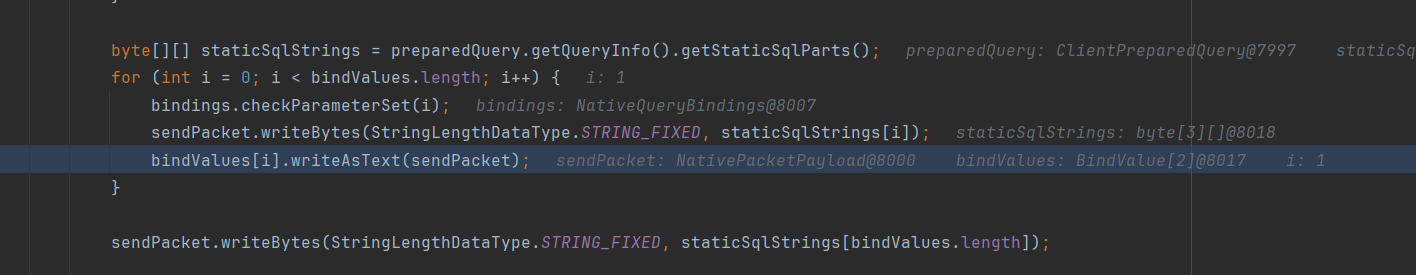 }
byte[][] staticSqlStrings = preparedQuery.getQueryInfo().getStaticSqlParts(); preparedQuery: ClientPreparedQuery@7997 staticSq
for (int i = 0; i < bindValues.length; i++) { i: 1
bindings.checkParameterSet(i); bindings: NativeQueryBindings@8007
sendPacket.writeBytes(StringLengthDataType.STRING_FIXED, staticSqlStrings[i]); staticSqlStrings: byte[3][]@8018
bindValues[i].writeAsText(sendPacket); sendPacket: NativePacketPayload@8000 bindValues: BindValue[2]@8017 i: 1
}
sendPacket.writeBytes(StringLengthDataType.STRING_FIXED, staticSqlStrings[bindValues.length]);